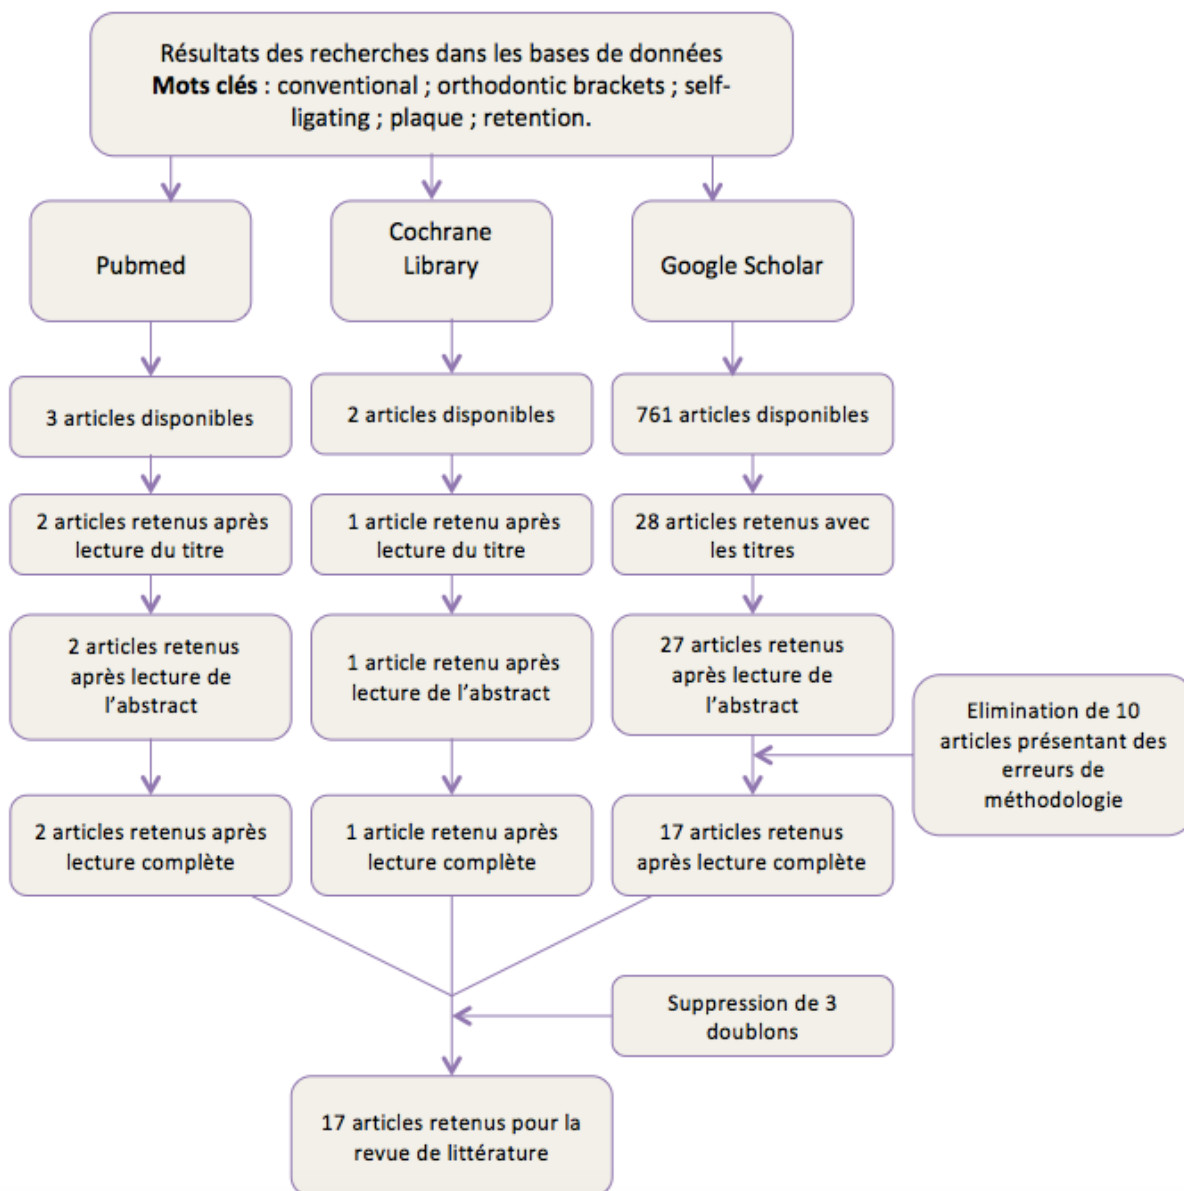 Résultats des recherches dans les bases de données
Mots clés : conventional ; orthodontic brackets ; self-
ligating ; plaque ; retention.
Pubmed
Cochrane
Library
Google Scholar
3 articles disponibles
2 articles disponibles
761 articles disponibles
2 articles retenus après
lecture du titre
1 article retenu après
lecture du titre
28 articles retenus avec
les titres
2 articles retenus
après lecture de
l’abstract
1 article retenu après
lecture de l’abstract
27 articles retenus
après lecture de
l’abstract
Elimination de 10
articles présentant des
erreurs de
méthodologie
2 articles retenus après
lecture complète
1 article retenu après
lecture complète
17 articles retenus
après lecture complète
Suppression de 3
doublons
17 articles retenus pour la
revue de littérature